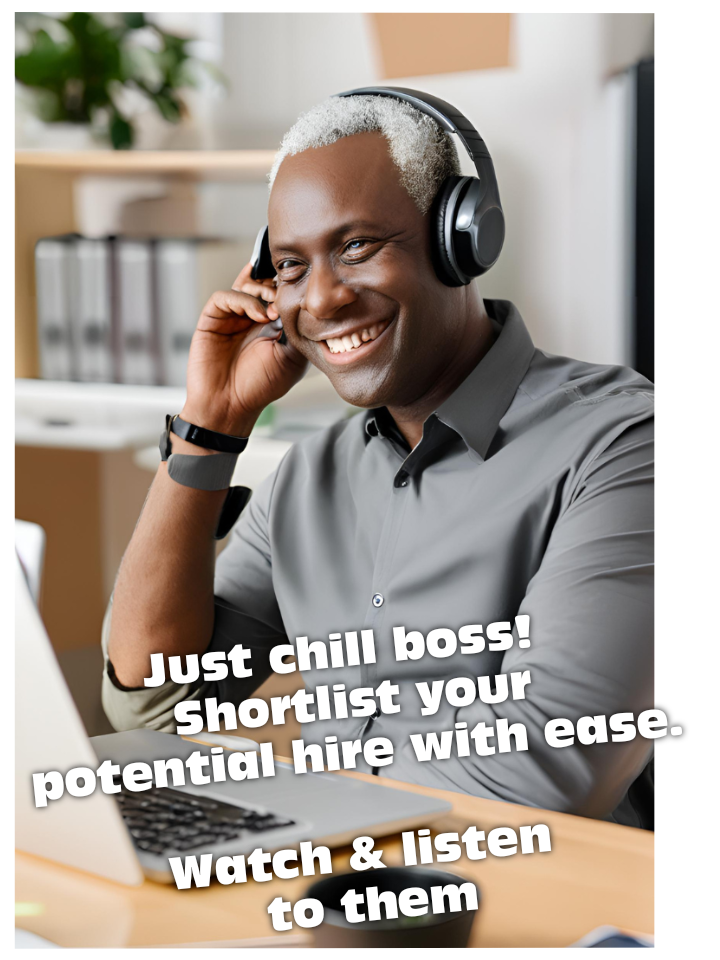 Just chill boss!
Shortlist your
potential hire with ease.
Watch & listen
to them